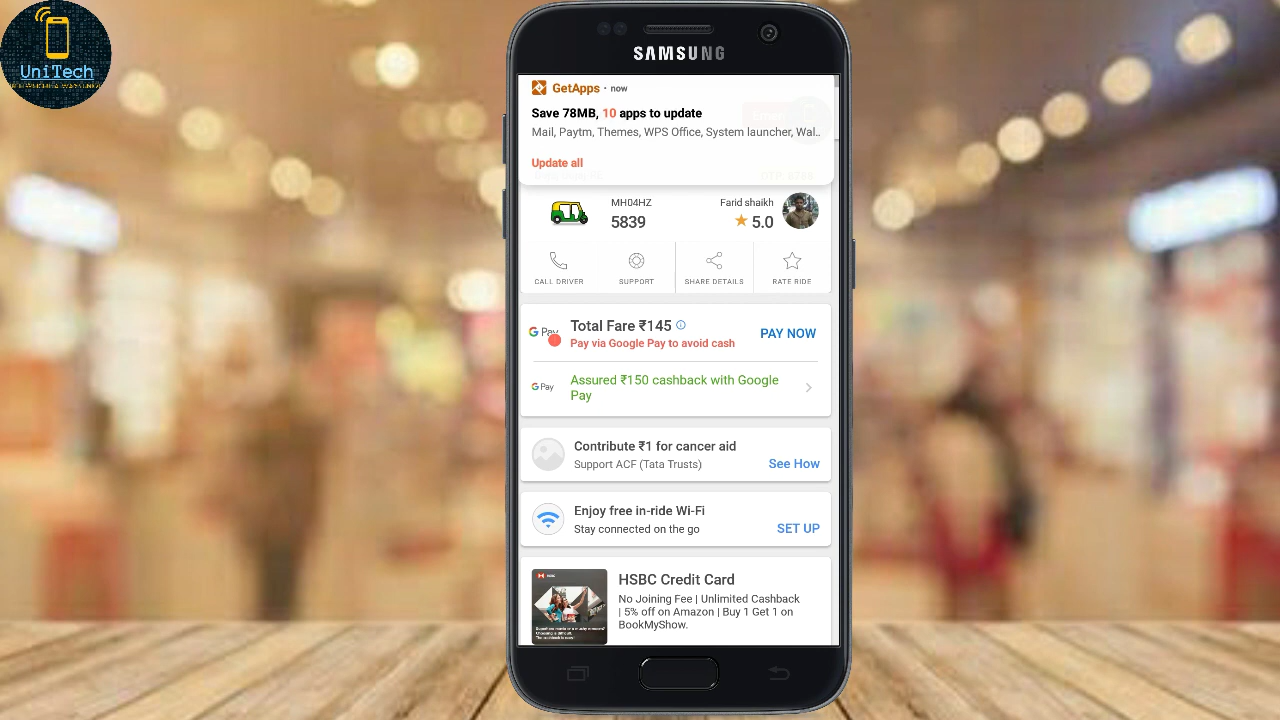 UniTech
SAMSUNG
GetApps • now
Save 78MB, 10 apps to update
Mail, Paytm, Themes, WPS Office, System launcher, Wal..
Update all
MH04HZ
5839
Farid shaikh
5.0
CALL DRIVER
SUPPORT
SHARE DETAILS
RATE RIDE
G Pay
Total Fare ₹145
Pay via Google Pay to avoid cash
PAY NOW
G Pay
Assured ₹150 cashback with Google
Pay
Contribute ₹1 for cancer aid
Support ACF (Tata Trusts)
See How
Enjoy free in-ride Wi-Fi
Stay connected on the go
SET UP
HSBC
HSBC Credit Card
No Joining Fee | Unlimited Cashback
| 5% off on Amazon | Buy 1 Get 1 on
BookMyShow.